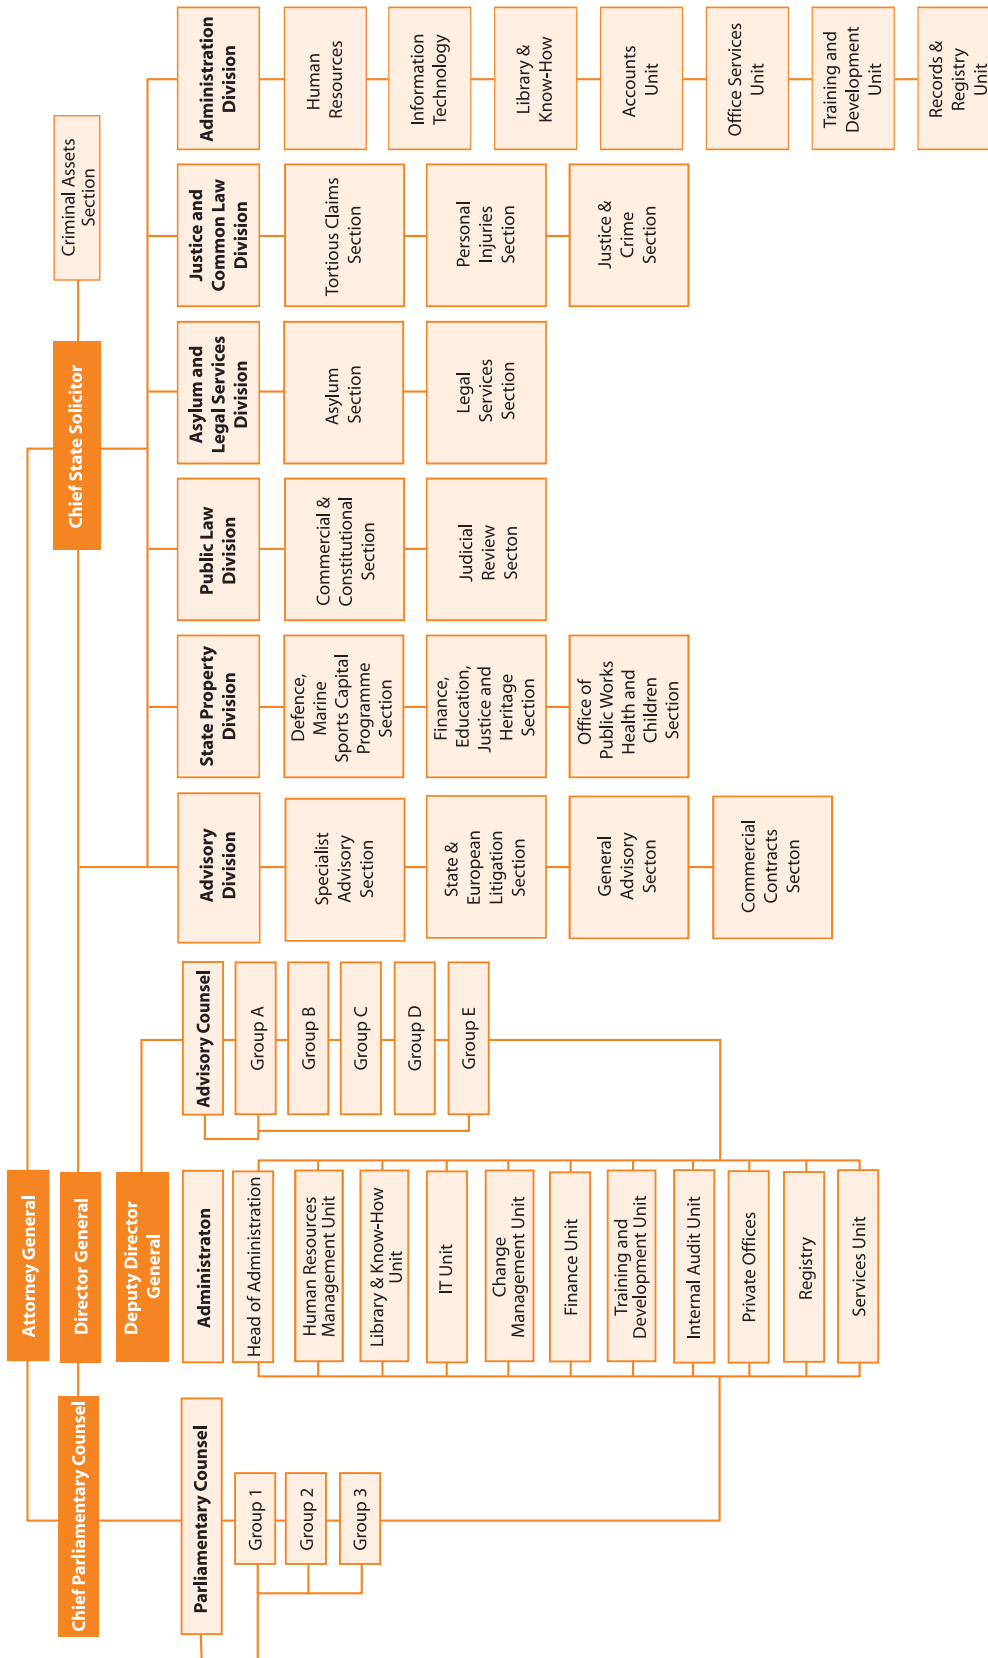 Attorney General
Director General
Deputy Director
General
Chief Parliamentary Counsel
Chief State Solicitor
Criminal Assets
Section
Parliamentary Counsel
Group 1
Group 2
Group 3
Administraton
Head of Administration
Human Resources
Management Unit
Library & Know-How
Unit
IT Unit
Change
Management Unit
Finance Unit
Training and
Development Unit
Internal Audit Unit
Private Offices
Registry
Services Unit
Advisory Counsel
Group A
Group B
Group C
Group D
Group E
Advisory
Division
Specialist
Advisory
Section
State &
European
Litigation
Section
General
Advisory
Secton
Commercial
Contracts
Secton
State Property
Division
Defence,
Marine
Sports Capital
Programme
Section
Finance,
Education,
Justice and
Heritage
Section
Office of
Public Works
Health and
Children
Section
Public Law
Division
Commercial &
Constitutional
Section
Judicial
Review
Secton
Asylum and
Legal Services
Division
Asylum
Section
Legal
Services
Section
Justice and
Common Law
Division
Tortious Claims
Section
Personal
Injuries
Section
Justice &
Crime
Section
Administration
Division
Human
Resources
Information
Technology
Library &
Know-How
Accounts
Unit
Office Services
Unit
Training and
Development
Unit
Records &
Registry
Unit